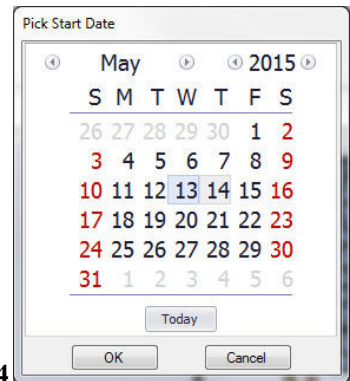 Pick Start Date
May 2015
S M T W T F S
26 27 28 29 30 1 2
3 4 5 6 7 8 9
10 11 12 13 14 15 16
17 18 19 20 21 22 23
24 25 26 27 28 29 30
31 1 2 3 4 5 6
Today
OK Cancel
4